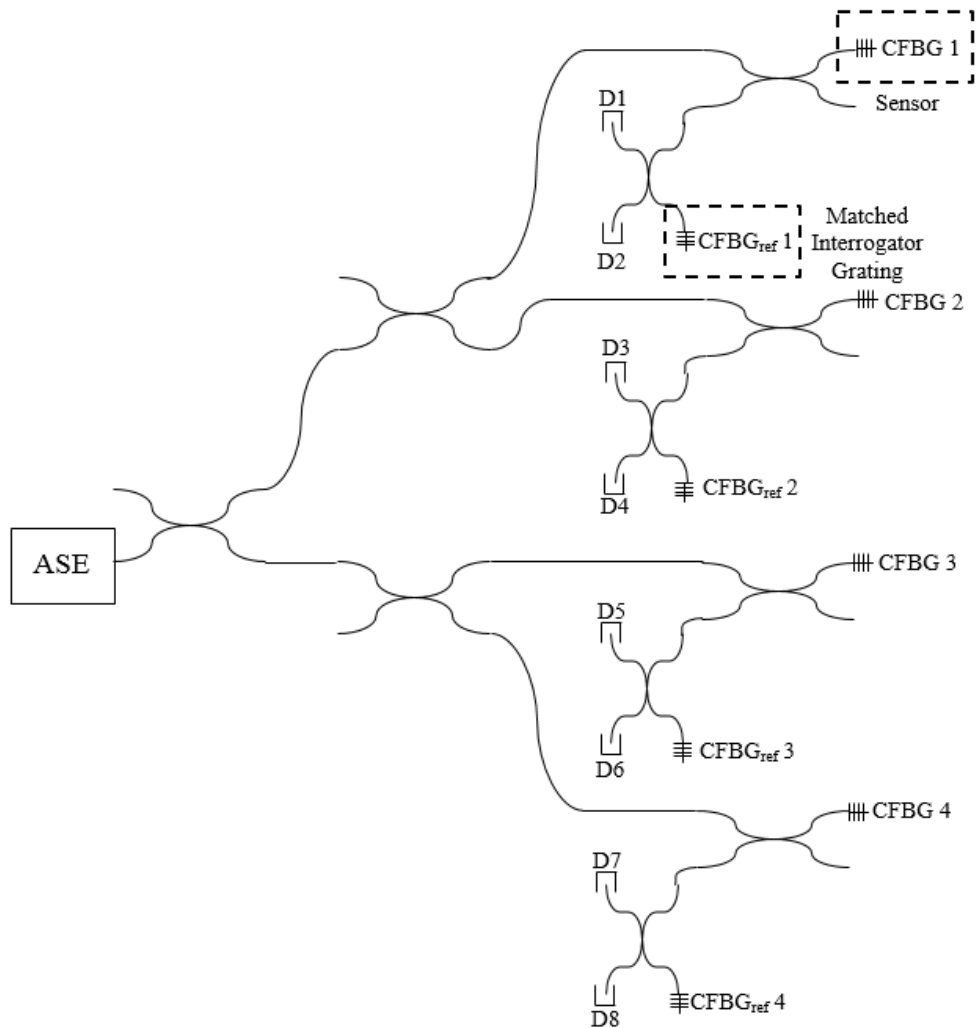 CFBG 1
Sensor
D1
D2
CFBGref 1
Matched
Interrogator
Grating
CFBG 2
D3
D4
CFBGref 2
ASE
CFBG 3
D5
D6
CFBGref 3
CFBG 4
D7
D8
CFBGref 4